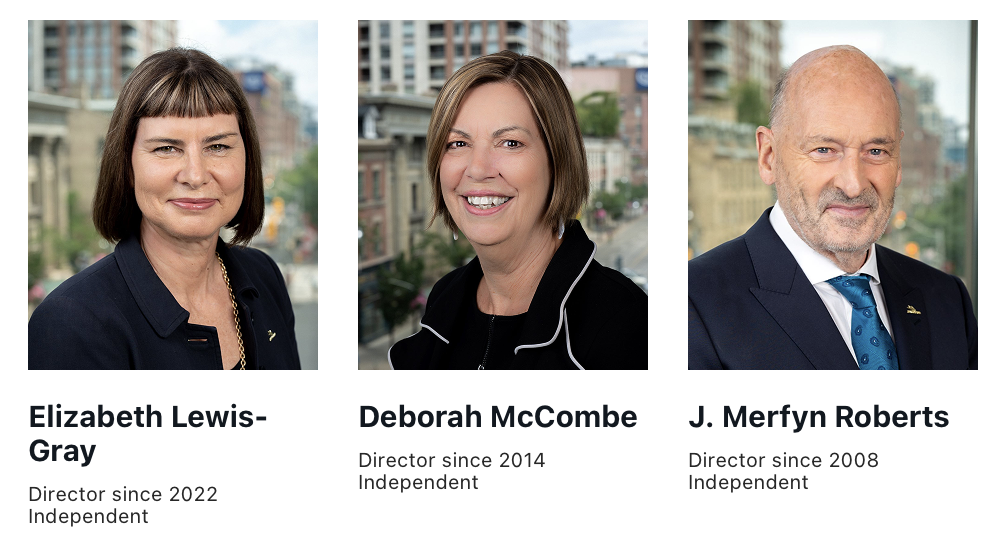 Elizabeth Lewis-
Gray
Director since 2022
Independent
Deborah McCombe
Director since 2014
Independent
J. Merfyn Roberts
Director since 2008
Independent